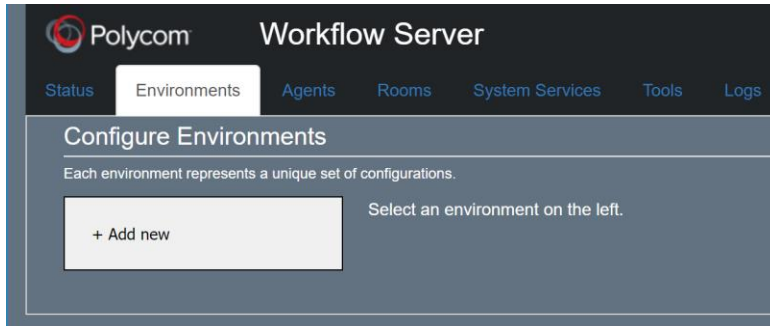 Polycom Workflow Server
Status Environments Agents Rooms System Services Tools Logs
Configure Environments
Each environment represents a unique set of configurations.
+ Add new
Select an environment on the left.